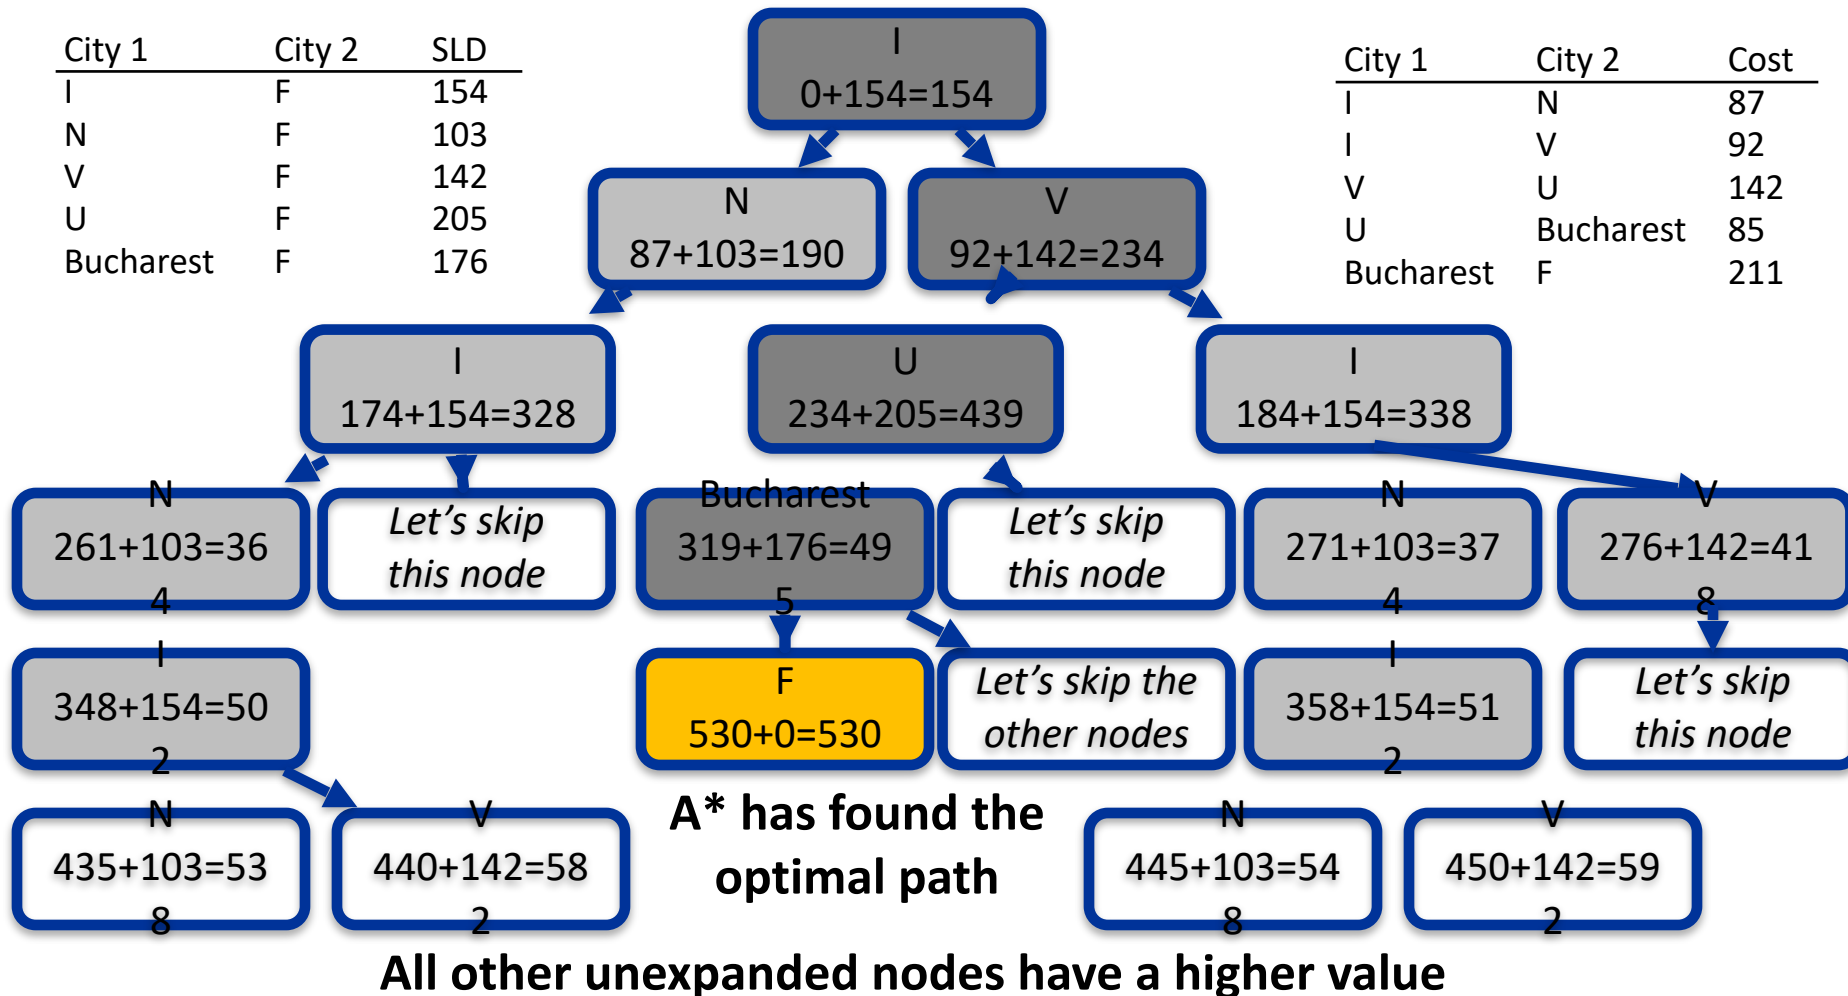 City 1 City 2 SLD
I F 154
N F 103
V F 142
U F 205
Bucharest F 176
City 1 City 2 Cost
I N 87
I V 92
V U 142
U Bucharest 85
Bucharest F 211
I
0+154=154
N
87+103=190
V
92+142=234
I
174+154=328
U
234+205=439
I
184+154=338
N
261+103=36
4
Let's skip
this node
Bucharest
319+176=49
5
Let's skip
this node
N
271+103=37
4
V
276+142=41
8
I
348+154=50
2
F
530+0=530
Let's skip the
other nodes
I
358+154=51
2
Let's skip
this node
N
435+103=53
8
V
440+142=58
2
A* has found the
optimal path
N
445+103=54
8
V
450+142=59
2
All other unexpanded nodes have a higher value